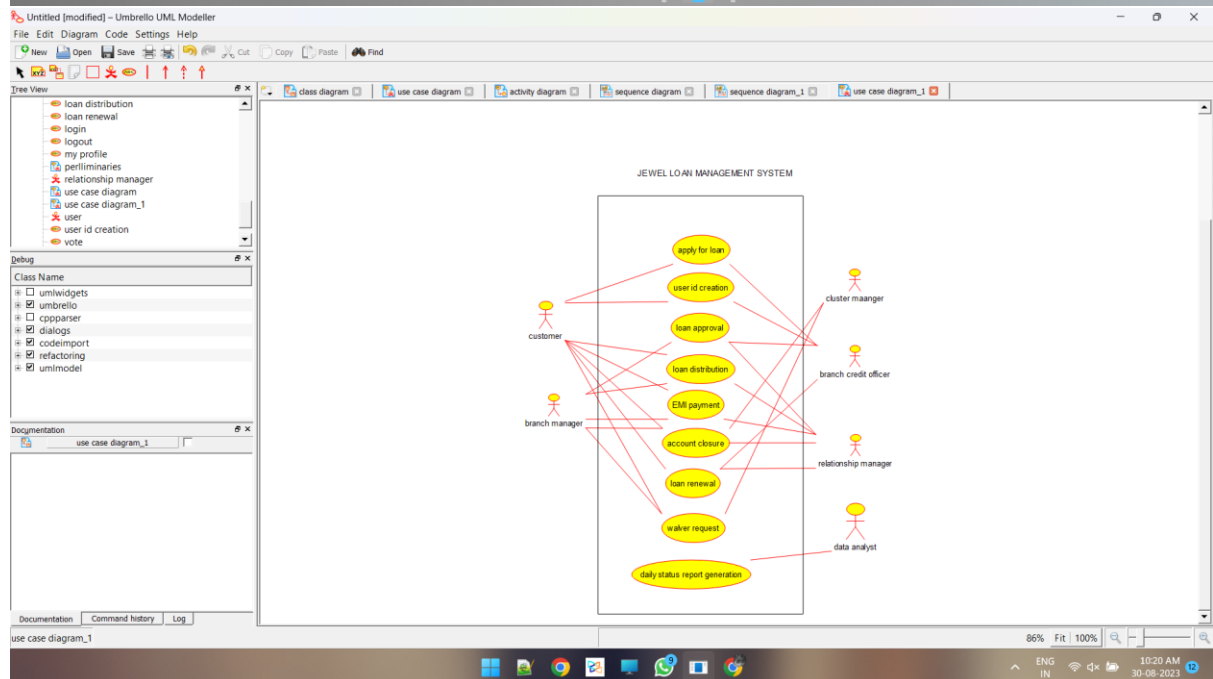 Untitled [modified] – Umbrello UML Modeller
File Edit Diagram Code Settings Help
New Open Save Cut Copy Paste Find
XYZ
Tree View
class diagram use case diagram activity diagram sequence diagram sequence diagram_1 use case diagram_1
loan distribution
loan renewal
login
logout
my profile
perlliminaries
relationship manager
use case diagram
use case diagram_1
user
user id creation
vote
Debug
Class Name
umlwidgets
umbrello
cppparser
dialogs
codeimport
refactoring
umlmodel
Documentation
use case diagram_1
Documentation Command history Log
use case diagram_1
JEWEL LOAN MANAGEMENT SYSTEM
apply for loan
user id creation
cluster maanger
loan approval
customer
loan distribution
branch credit officer
EMI payment
branch manager
account closure
relationship manager
loan renewal
waiver request
data analyst
daily status report generation
86% Fit 100%
9
ENG
IN
10:20 AM
30-08-2023
12